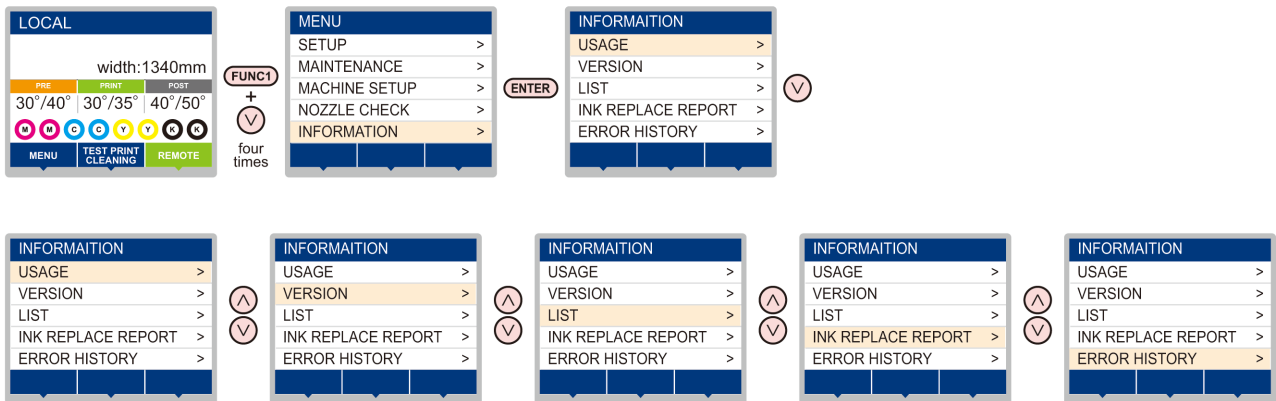 LOCAL
width:1340mm
PRE PRINT POST
30°/40° 30°/35° 40°/50°
M M C C Y Y K K
MENU TEST PRINT CLEANING REMOTE
FUNC1
+
four
times
MENU
SETUP >
MAINTENANCE >
MACHINE SETUP >
NOZZLE CHECK >
INFORMATION >
ENTER
INFORMAITION
USAGE >
VERSION >
LIST >
INK REPLACE REPORT >
ERROR HISTORY >
INFORMAITION
USAGE >
VERSION >
LIST >
INK REPLACE REPORT >
ERROR HISTORY >
INFORMAITION
USAGE >
VERSION >
LIST >
INK REPLACE REPORT >
ERROR HISTORY >
INFORMAITION
USAGE >
VERSION >
LIST >
INK REPLACE REPORT >
ERROR HISTORY >
INFORMAITION
USAGE >
VERSION >
LIST >
INK REPLACE REPORT >
ERROR HISTORY >
INFORMAITION
USAGE >
VERSION >
LIST >
INK REPLACE REPORT >
ERROR HISTORY >